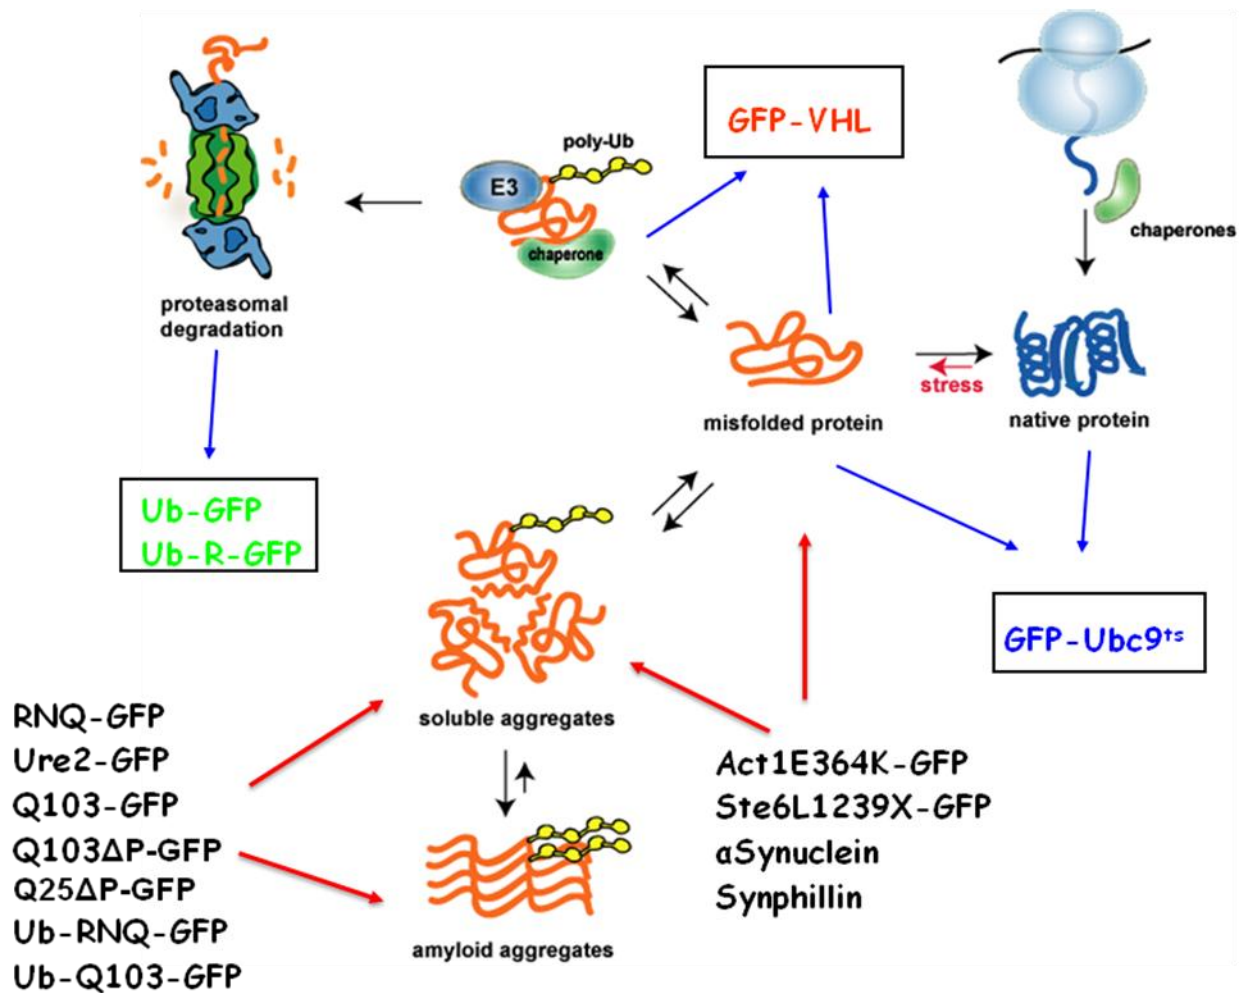 GFP-VHL
poly-Ub
E3
chaperone
chaperones
proteasomal
degradation
stress
misfolded protein
native protein
Ub-GFP
Ub-R-GFP
GFP-Ubc9ts
soluble aggregates
RNQ-GFP
Ure2-GFP
Q103-GFP
Q103ΔP-GFP
Q25ΔP-GFP
Ub-RNQ-GFP
Ub-Q103-GFP
Act1E364K-GFP
Ste6L1239X-GFP
αSynuclein
Synphillin
amyloid aggregates